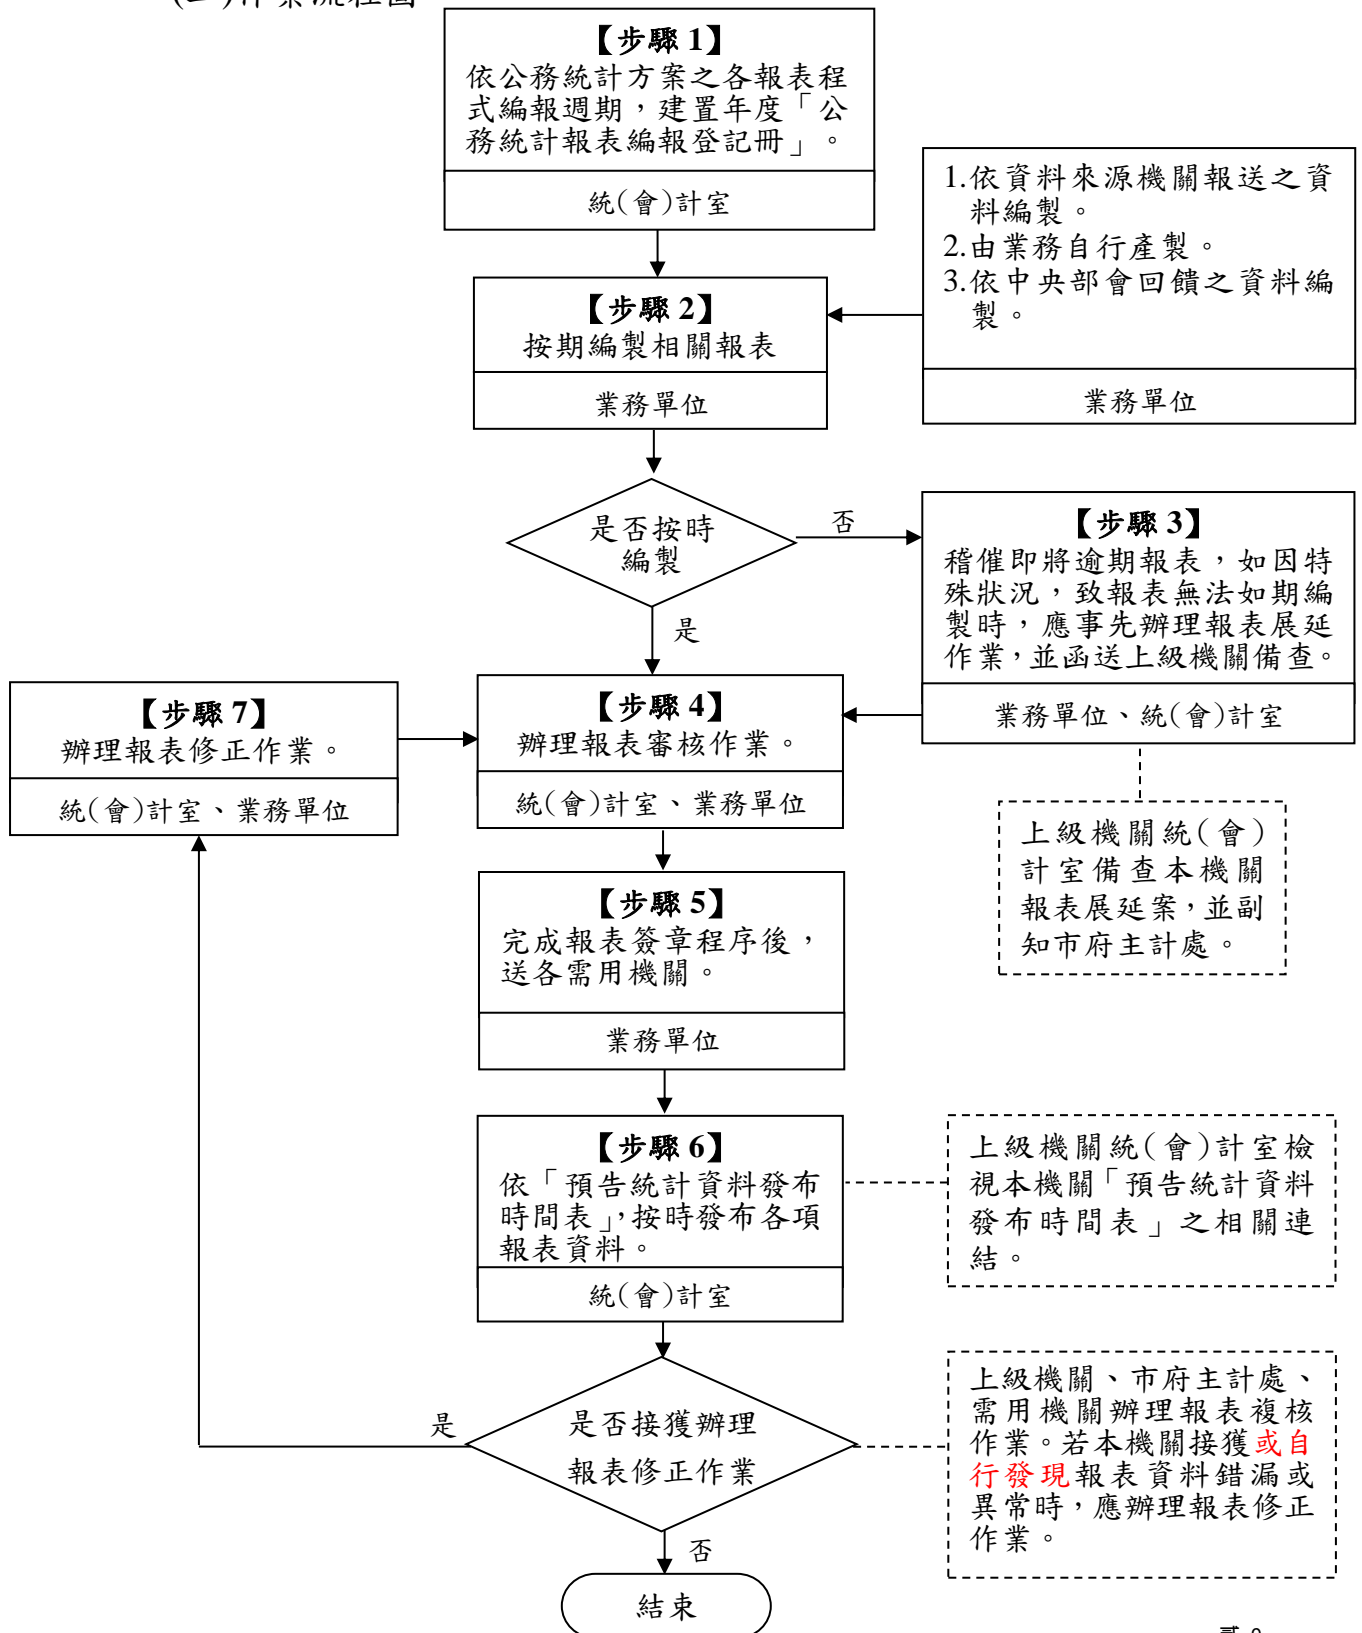 【步驟 1】
依公務統計方案之各報表程
式編報週期，建置年度「公
務統計報表編報登記冊」。
統(會)計室
1.依資料來源機關報送之資
料編製。
2.由業務自行產製。
3.依中央部會回饋之資料編
製。
業務單位
【步驟 2】
按期編製相關報表
業務單位
是否按時
編製
否
是
【步驟 3】
稽催即將逾期報表，如因特
殊狀況，致報表無法如期編
製時，應事先辦理報表展延
作業，並函送上級機關備查。
業務單位、統(會)計室
上級機關統(會)
計室備查本機關
報表展延案，並副
知市府主計處。
【步驟 7】
辦理報表修正作業。
統(會)計室、業務單位
【步驟 4】
辦理報表審核作業。
統(會)計室、業務單位
【步驟 5】
完成報表簽章程序後，
送各需用機關。
業務單位
【步驟 6】
依「預告統計資料發布
時間表」，按時發布各項
報表資料。
統(會)計室
上級機關統(會)計室檢
視本機關「預告統計資料
發布時間表」之相關連
結。
是
是否接獲辦理
報表修正作業
否
上級機關、市府主計處、
需用機關辦理報表複核
作業。若本機關接獲或自
行發現報表資料錯漏或
異常時，應辦理報表修正
作業。
結束